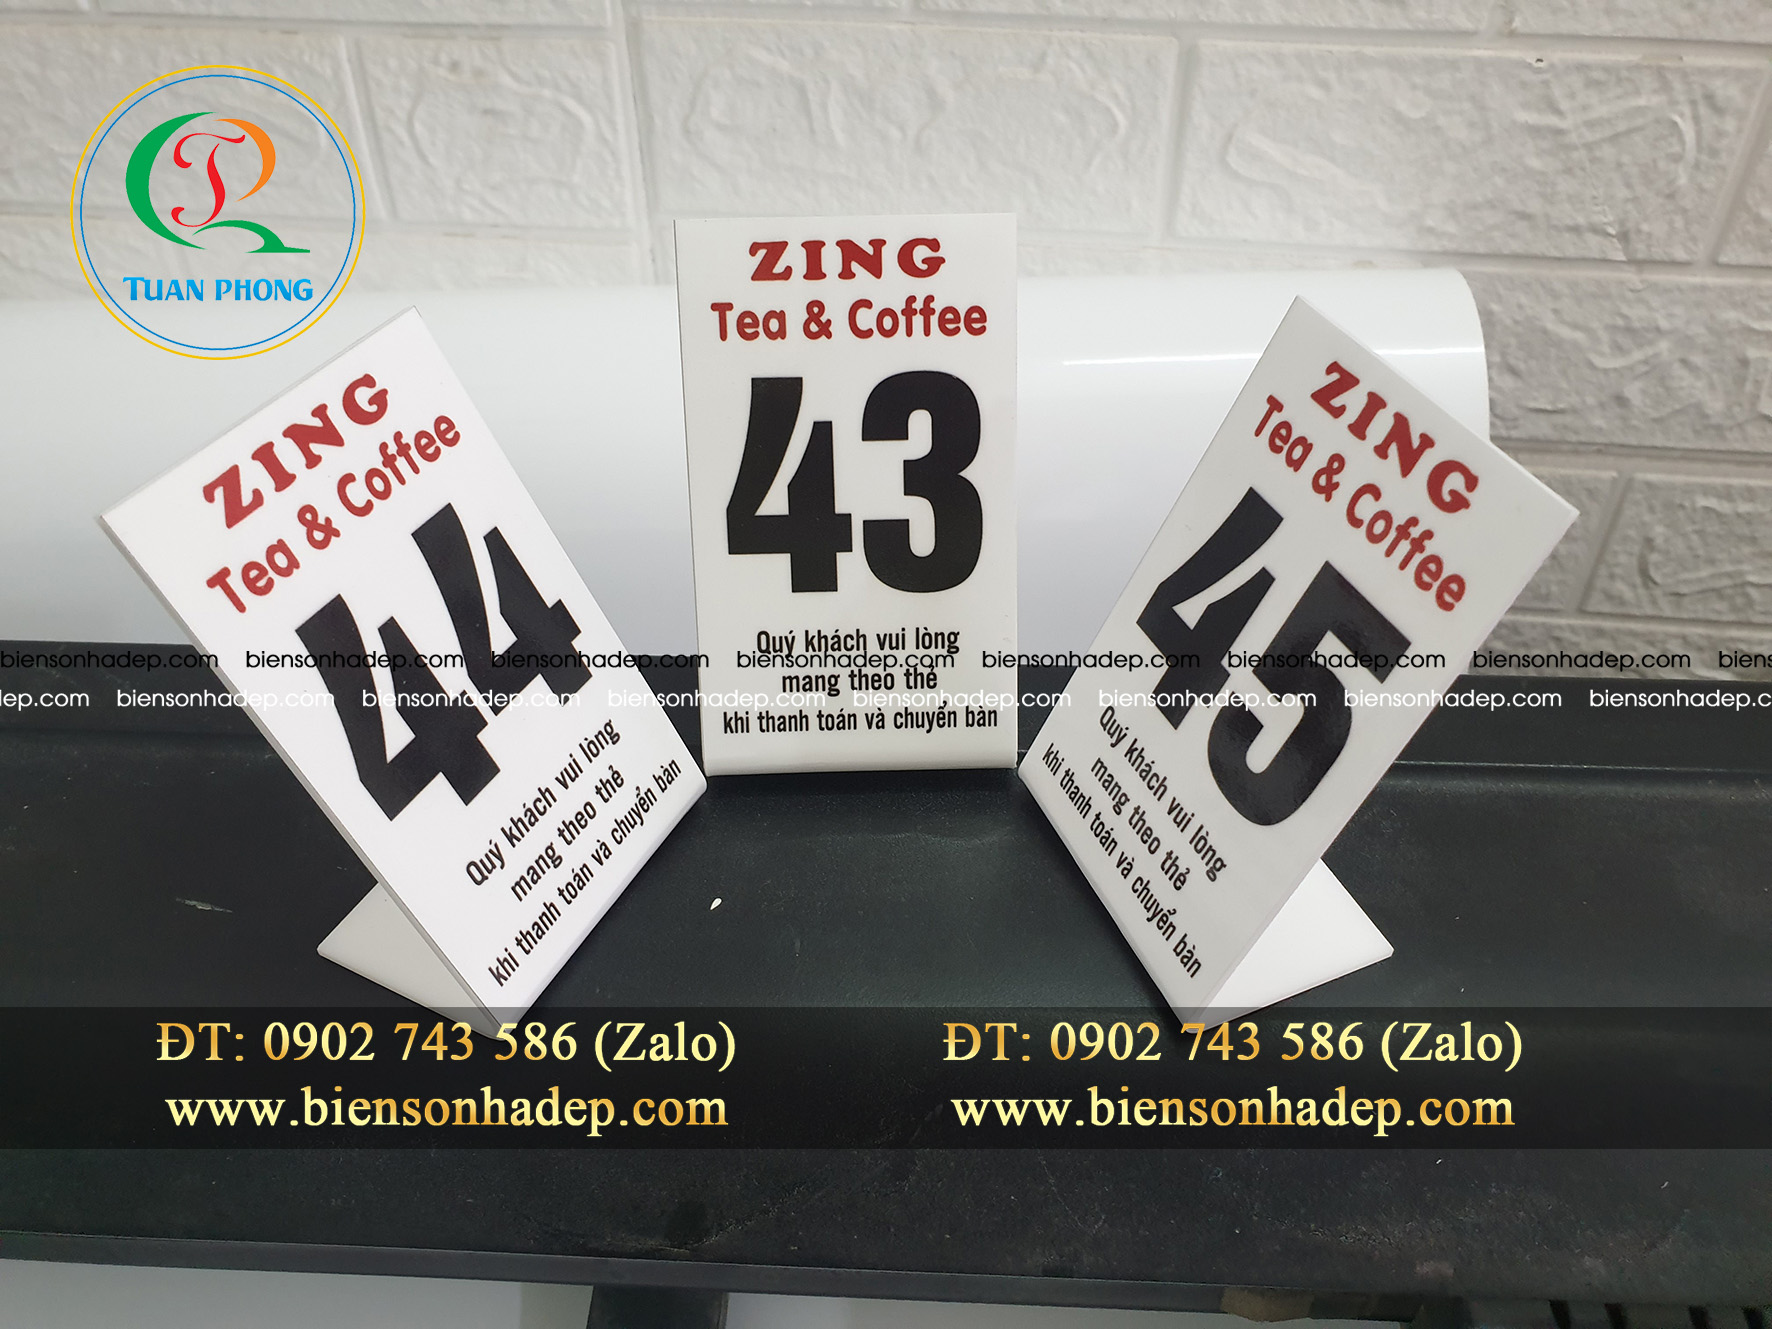 TUAN PHONG
ZING
Tea & Coffee
44
Quý khách vui lòng
mang theo thẻ
khi thanh toán và chuyển bàn
ZING
Tea & Coffee
43
Quý khách vui lòng
mang theo thẻ
khi thanh toán và chuyển bàn
ZING
Tea & Coffee
45
Quý khách vui lòng
mang theo thẻ
khi thanh toán và chuyển bàn
biensonhadep.com biensonhadep.com biensonhadep.com biensonhadep.com biensonhadep.com biensonhadep.com biensonhadep.com biens
ep.com biensonhadep.com biensonhadep.com biensonhadep.com biensonhadep.com biensonhadep.com biensonhadep.com biensonhadep.c
ĐT: 0902 743 586 (Zalo)
www.biensonhadep.com
ĐT: 0902 743 586 (Zalo)
www.biensonhadep.com